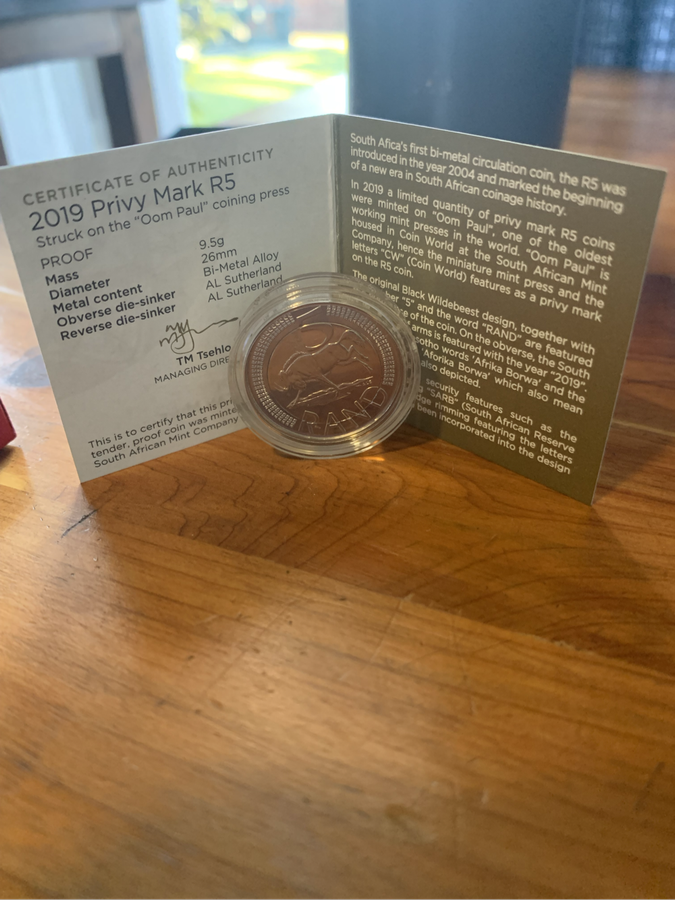 CERTIFICATE OF AUTHENTICITY
2019 Privy Mark R5
Struck on the "Oom Paul" coining press
PROOF
Mass 9.5g
Diameter 26mm
Metal content Bi-Metal Alloy
Obverse die-sinker AL Sutherland
Reverse die-sinker AL Sutherland
TM Tsehlo
MANAGING DIRE
This is to certify that this pri
tender, proof coin was minte
South African Mint Company
South Afica's first bi-metal circulation coin, the R5 was
introduced in the year 2004 and marked the beginning
of a new era in South African coinage history.
In 2019 a limited quantity of privy mark R5 coins
were minted on "Oom Paul", one of the oldest
working mint presses in the world. "Oom Paul" is
housed in Coin World at the South African Mint
Company, hence the miniature mint press and the
letters "CW" (Coin World) features as a privy mark
on the R5 coin.
The original Black Wildebeest design, together with
ber "5" and the word "RAND" are featured
ce of the coin. On the obverse, the South
arms is featured with the year "2019".
sotho words 'Afrika Borwa' and the
'Aforika Borwa' which also mean
also depicted.
security features such as the
"SARB" (South African Reserve
dge rimming featuring the letters
been incorporated into the design
5
RAND